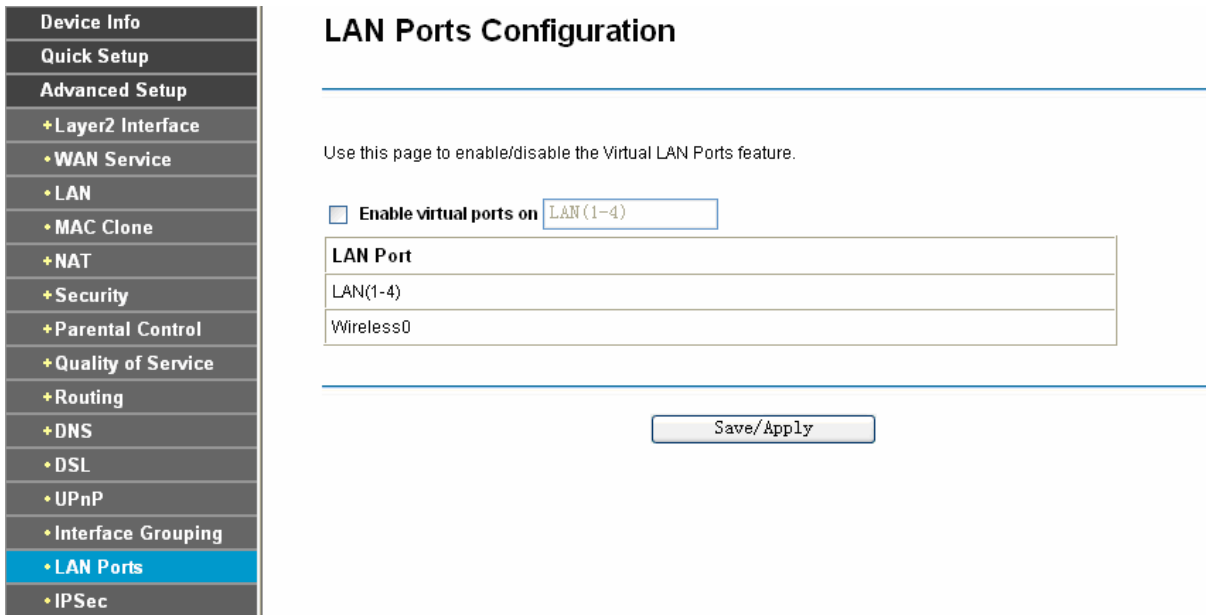 Device Info
Quick Setup
Advanced Setup
+Layer2 Interface
•WAN Service
•LAN
•MAC Clone
+NAT
+Security
+Parental Control
+Quality of Service
+Routing
+DNS
•DSL
•UPnP
•Interface Grouping
•LAN Ports
•IPSec
LAN Ports Configuration
Use this page to enable/disable the Virtual LAN Ports feature.
Enable virtual ports on LAN(1-4)
LAN Port
LAN(1-4)
Wireless0
Save/Apply